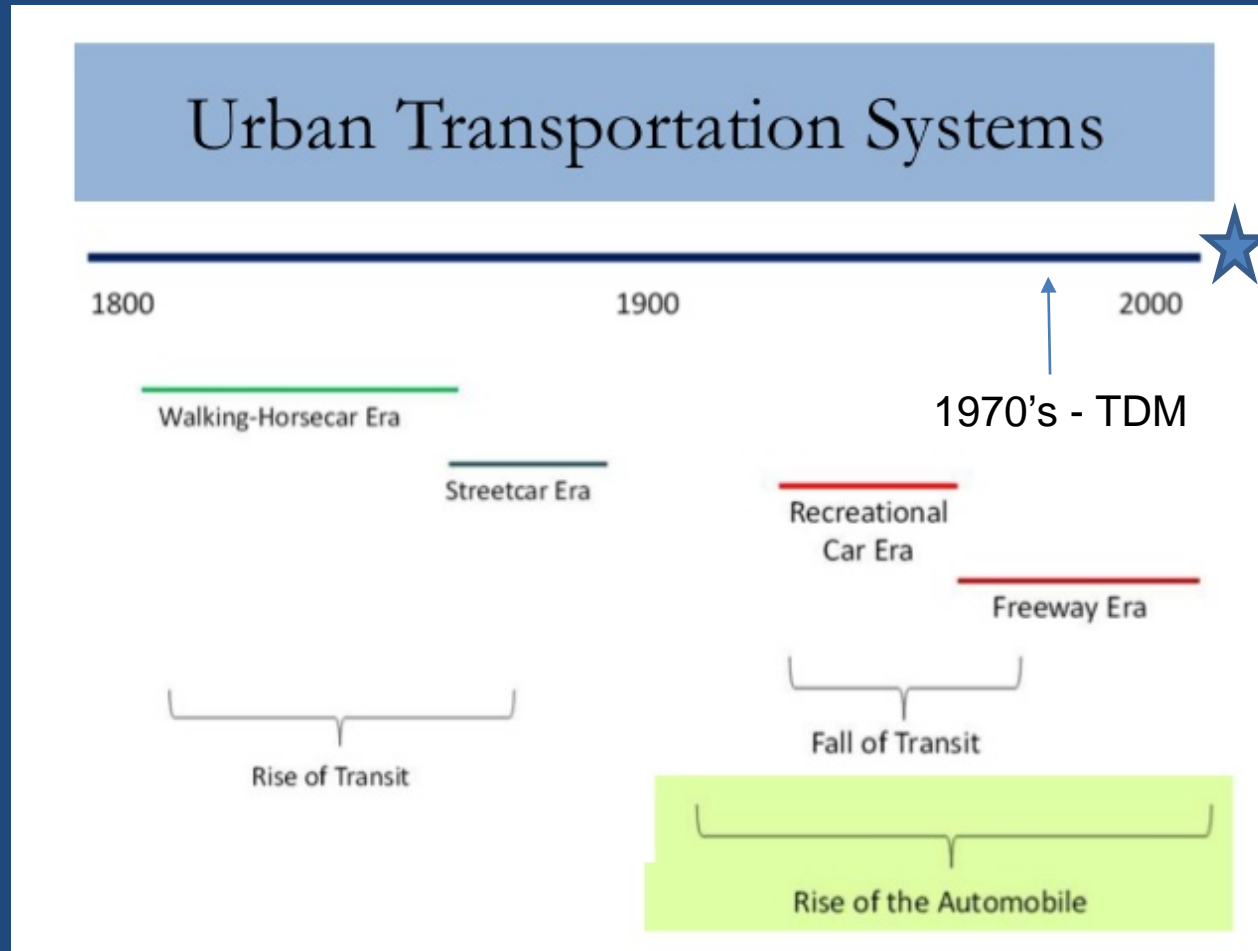 Urban Transportation Systems
1800 1900 2000
1970’s - TDM
Walking-Horsecar Era
Streetcar Era
Recreational
Car Era
Freeway Era
Fall of Transit
Rise of Transit
Rise of the Automobile